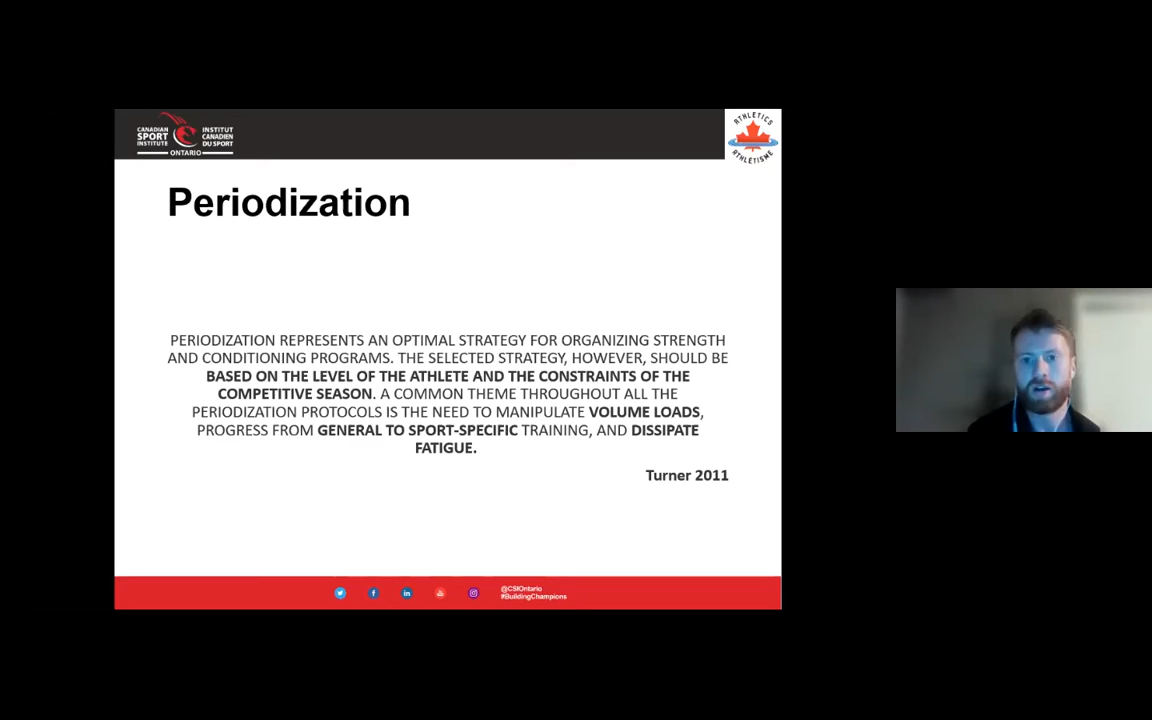 CANADIAN
SPORT
INSTITUTE
INSTITUT
CANADIEN
DU SPORT
ONTARIO
ATHLETICS
ATHLÉTISME
Periodization
PERIODIZATION REPRESENTS AN OPTIMAL STRATEGY FOR ORGANIZING STRENGTH
AND CONDITIONING PROGRAMS. THE SELECTED STRATEGY, HOWEVER, SHOULD BE
BASED ON THE LEVEL OF THE ATHLETE AND THE CONSTRAINTS OF THE
COMPETITIVE SEASON. A COMMON THEME THROUGHOUT ALL THE
PERIODIZATION PROTOCOLS IS THE NEED TO MANIPULATE VOLUME LOADS,
PROGRESS FROM GENERAL TO SPORT-SPECIFIC TRAINING, AND DISSIPATE
FATIGUE.
Turner 2011
@CSIOntario
#BuildingChampions